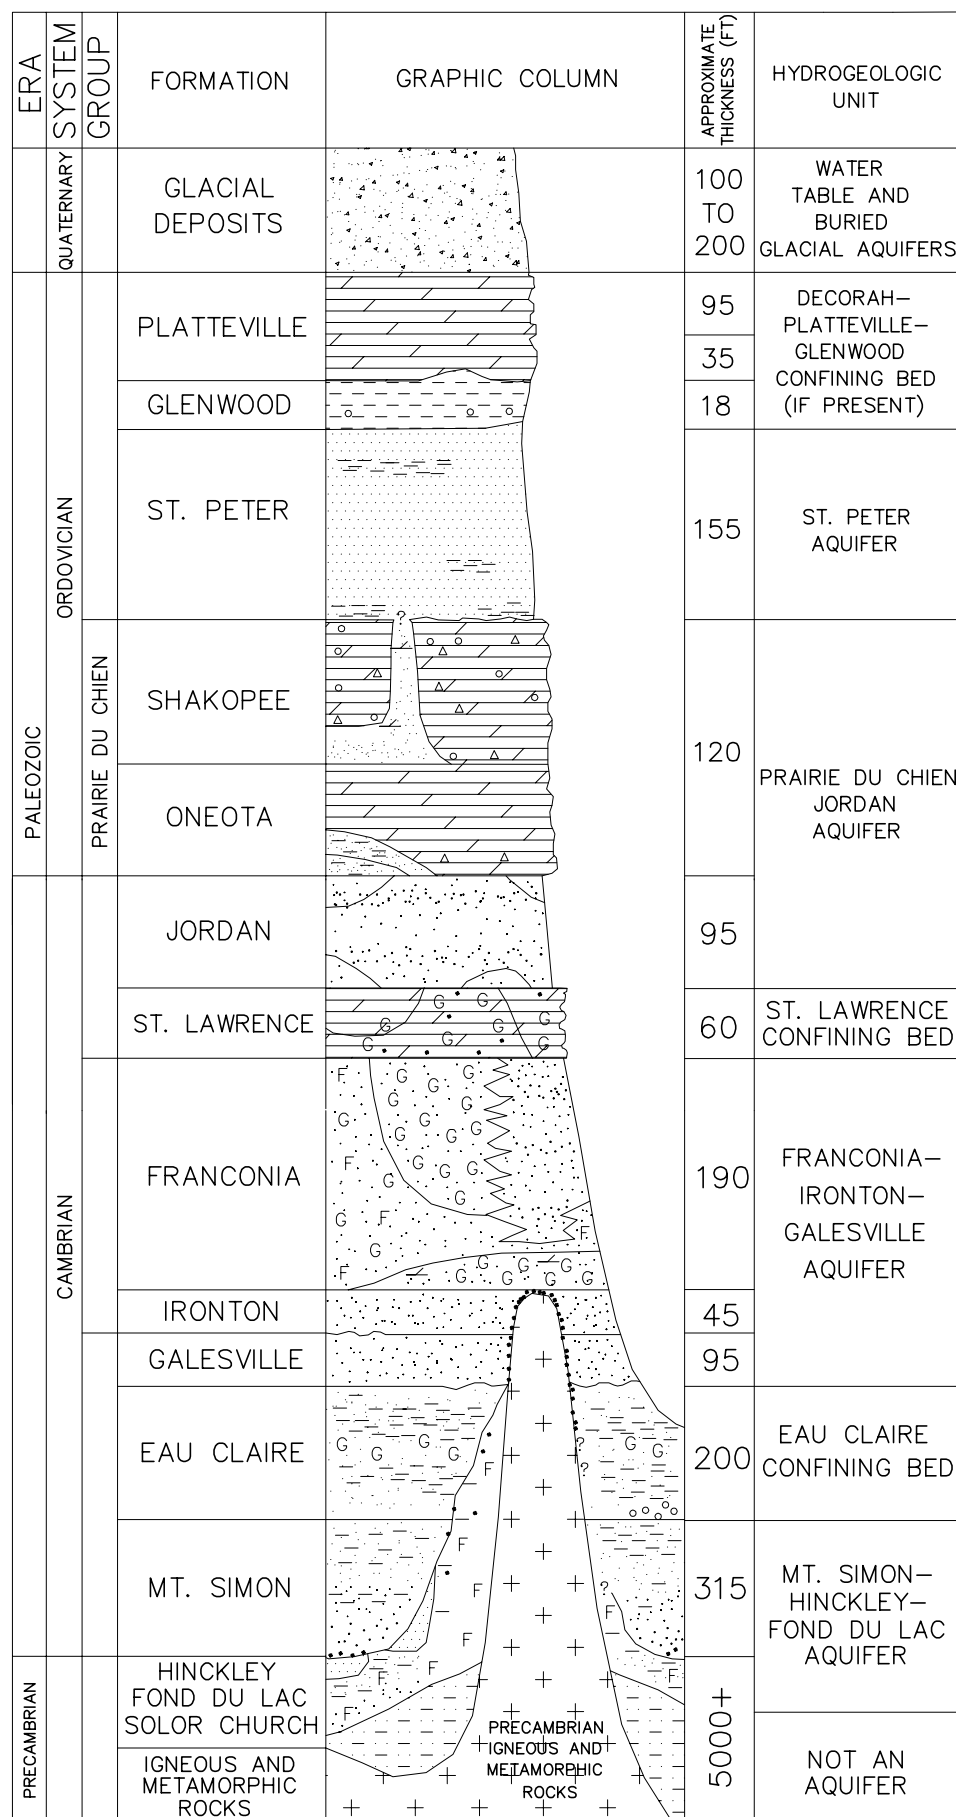 ERA
SYSTEM
GROUP
FORMATION
GRAPHIC COLUMN
APPROXIMATE
THICKNESS (FT)
HYDROGEOLOGIC
UNIT
QUATERNARY
GLACIAL
DEPOSITS
100
TO
200
WATER
TABLE AND
BURIED
GLACIAL AQUIFERS
PALEOZOIC
ORDOVICIAN
PLATTEVILLE
95
35
DECORAH–
PLATTEVILLE–
GLENWOOD
CONFINING BED
(IF PRESENT)
GLENWOOD
18
ST. PETER
155
ST. PETER
AQUIFER
?
PRAIRIE DU CHIEN
SHAKOPEE
120
PRAIRIE DU CHIEN
JORDAN
AQUIFER
ONEOTA
CAMBRIAN
JORDAN
95
ST. LAWRENCE
G G
G G
G G G
60
ST. LAWRENCE
CONFINING BED
FRANCONIA
F G G
G G G
G G
F G
G G
G F F
G
F G G G G
G G G
190
FRANCONIA–
IRONTON–
GALESVILLE
AQUIFER
IRONTON
45
GALESVILLE
95
EAU CLAIRE
G G G G ? G G
F ?
200
EAU CLAIRE
CONFINING BED
MT. SIMON
F
F ?
F
F
315
MT. SIMON–
HINCKLEY–
FOND DU LAC
AQUIFER
PRECAMBRIAN
HINCKLEY
FOND DU LAC
SOLOR CHURCH
F F F
F
5000+
PRECAMBRIAN
IGNEOUS AND
METAMORPHIC
ROCKS
IGNEOUS AND
METAMORPHIC
ROCKS
NOT AN
AQUIFER